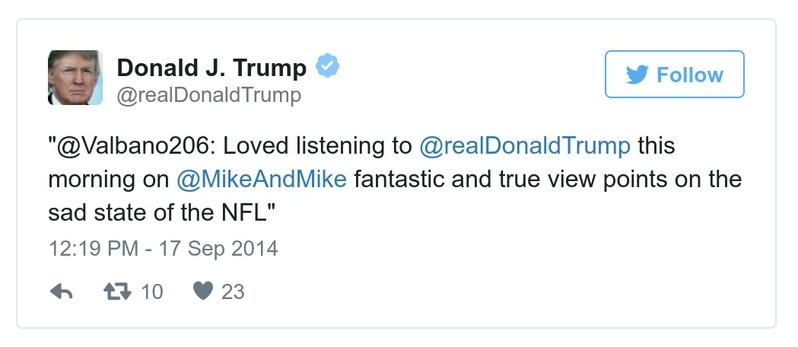 Donald J. Trump
@realDonaldTrump
Follow
"@Valbano206: Loved listening to @realDonaldTrump this
morning on @MikeAndMike fantastic and true view points on the
sad state of the NFL"
12:19 PM - 17 Sep 2014
10 23